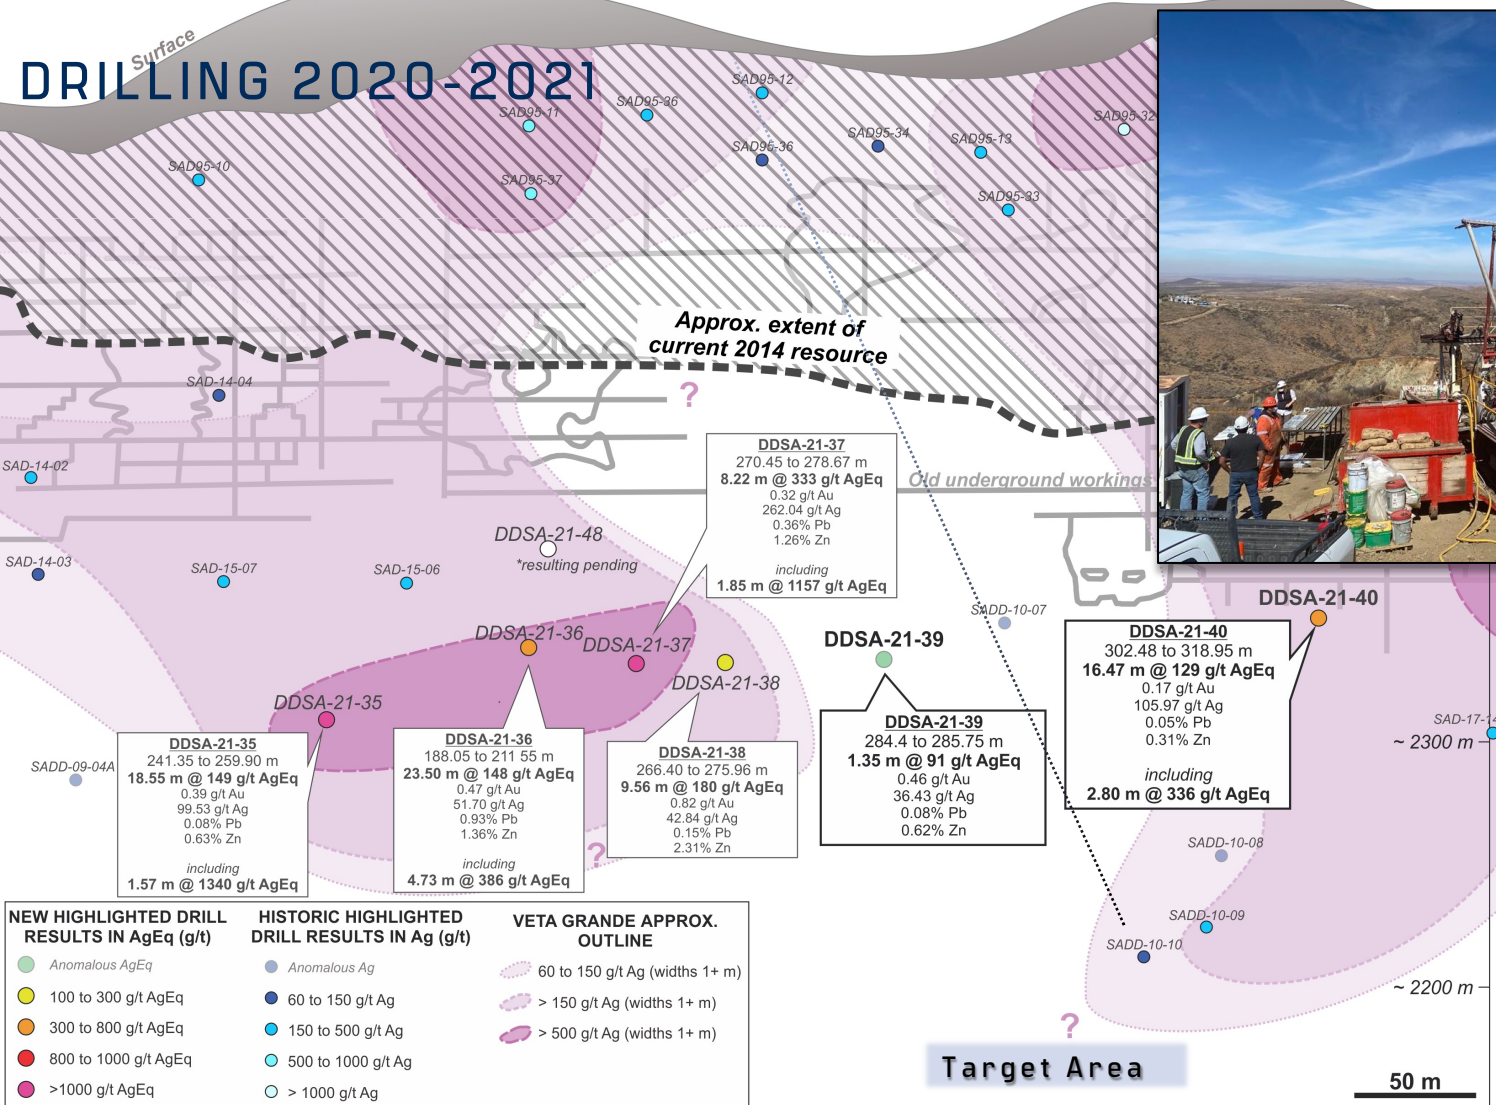 Surface
DRILLING 2020-2021
SAD95-12
SAD95-36
SAD95-11
SAD95-32
SAD95-34
SAD95-13
SAD95-36
SAD95-10
SAD95-37
SAD95-33
Approx. extent of
current 2014 resource
SAD-14-04
?
SAD-14-02
Old underground workings
DDSA-21-37
270.45 to 278.67 m
8.22 m @ 333 g/t AgEq
0.32 g/t Au
262.04 g/t Ag
0.36% Pb
1.26% Zn
including
1.85 m @ 1157 g/t AgEq
DDSA-21-48
*resulting pending
SAD-14-03
SAD-15-07
SAD-15-06
SADD-10-07
DDSA-21-40
DDSA-21-36
DDSA-21-37
DDSA-21-39
DDSA-21-38
DDSA-21-35
SADD-09-04A
DDSA-21-35
241.35 to 259.90 m
18.55 m @ 149 g/t AgEq
0.39 g/t Au
99.53 g/t Ag
0.08% Pb
0.63% Zn
including
1.57 m @ 1340 g/t AgEq
DDSA-21-36
188.05 to 211 55 m
23.50 m @ 148 g/t AgEq
0.47 g/t Au
51.70 g/t Ag
0.93% Pb
1.36% Zn
including
4.73 m @ 386 g/t AgEq
?
DDSA-21-38
266.40 to 275.96 m
9.56 m @ 180 g/t AgEq
0.82 g/t Au
42.84 g/t Ag
0.15% Pb
2.31% Zn
DDSA-21-39
284.4 to 285.75 m
1.35 m @ 91 g/t AgEq
0.46 g/t Au
36.43 g/t Ag
0.08% Pb
0.62% Zn
DDSA-21-40
302.48 to 318.95 m
16.47 m @ 129 g/t AgEq
0.17 g/t Au
105.97 g/t Ag
0.05% Pb
0.31% Zn
including
2.80 m @ 336 g/t AgEq
SAD-17-14
~ 2300 m
SADD-10-08
SADD-10-09
SADD-10-10
~ 2200 m
?
Target Area
50 m
NEW HIGHLIGHTED DRILL
RESULTS IN AgEq (g/t)
Anomalous AgEq
100 to 300 g/t AgEq
300 to 800 g/t AgEq
800 to 1000 g/t AgEq
>1000 g/t AgEq
HISTORIC HIGHLIGHTED
DRILL RESULTS IN Ag (g/t)
Anomalous Ag
60 to 150 g/t Ag
150 to 500 g/t Ag
500 to 1000 g/t Ag
> 1000 g/t Ag
VETA GRANDE APPROX.
OUTLINE
60 to 150 g/t Ag (widths 1+ m)
> 150 g/t Ag (widths 1+ m)
> 500 g/t Ag (widths 1+ m)